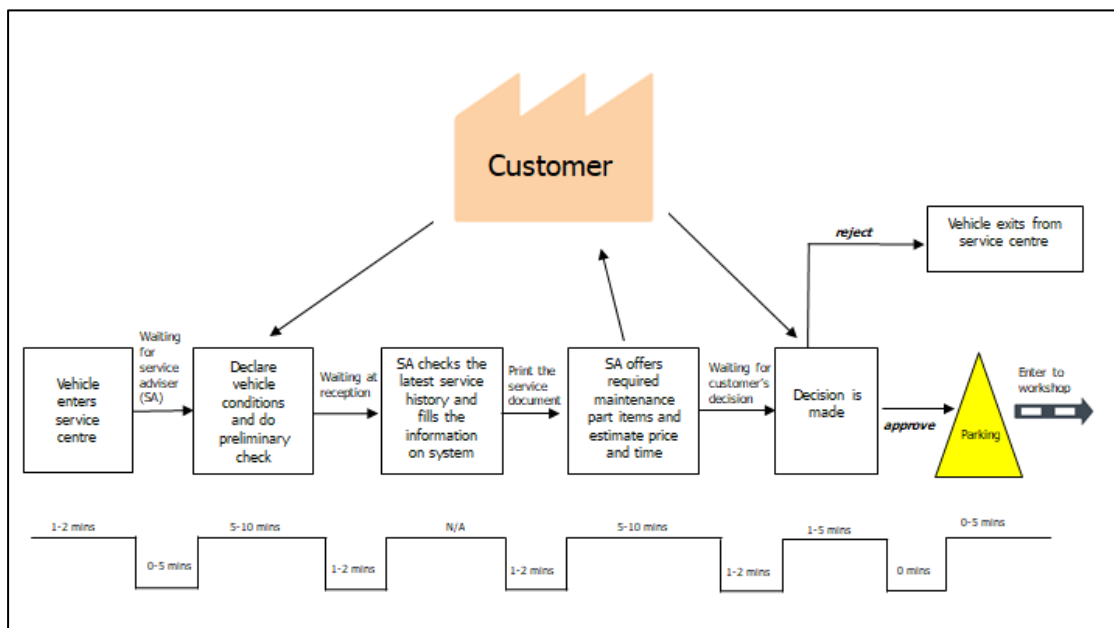 Customer
reject
Vehicle exits from
service centre
Waiting
for
service
adviser
(SA)
Vehicle
enters
service
centre
Declare
vehicle
conditions
and do
preliminary
check
Waiting at
reception
SA checks the
latest service
history and
fills the
information
on system
Print the
service
document
SA offers
required
maintenance
part items and
estimate price
and time
Waiting for
customer's
decision
Decision is
made
approve
Parking
Enter to
workshop
1-2 mins
0-5 mins
5-10 mins
1-2 mins
N/A
1-2 mins
5-10 mins
1-2 mins
1-5 mins
0 mins
0-5 mins